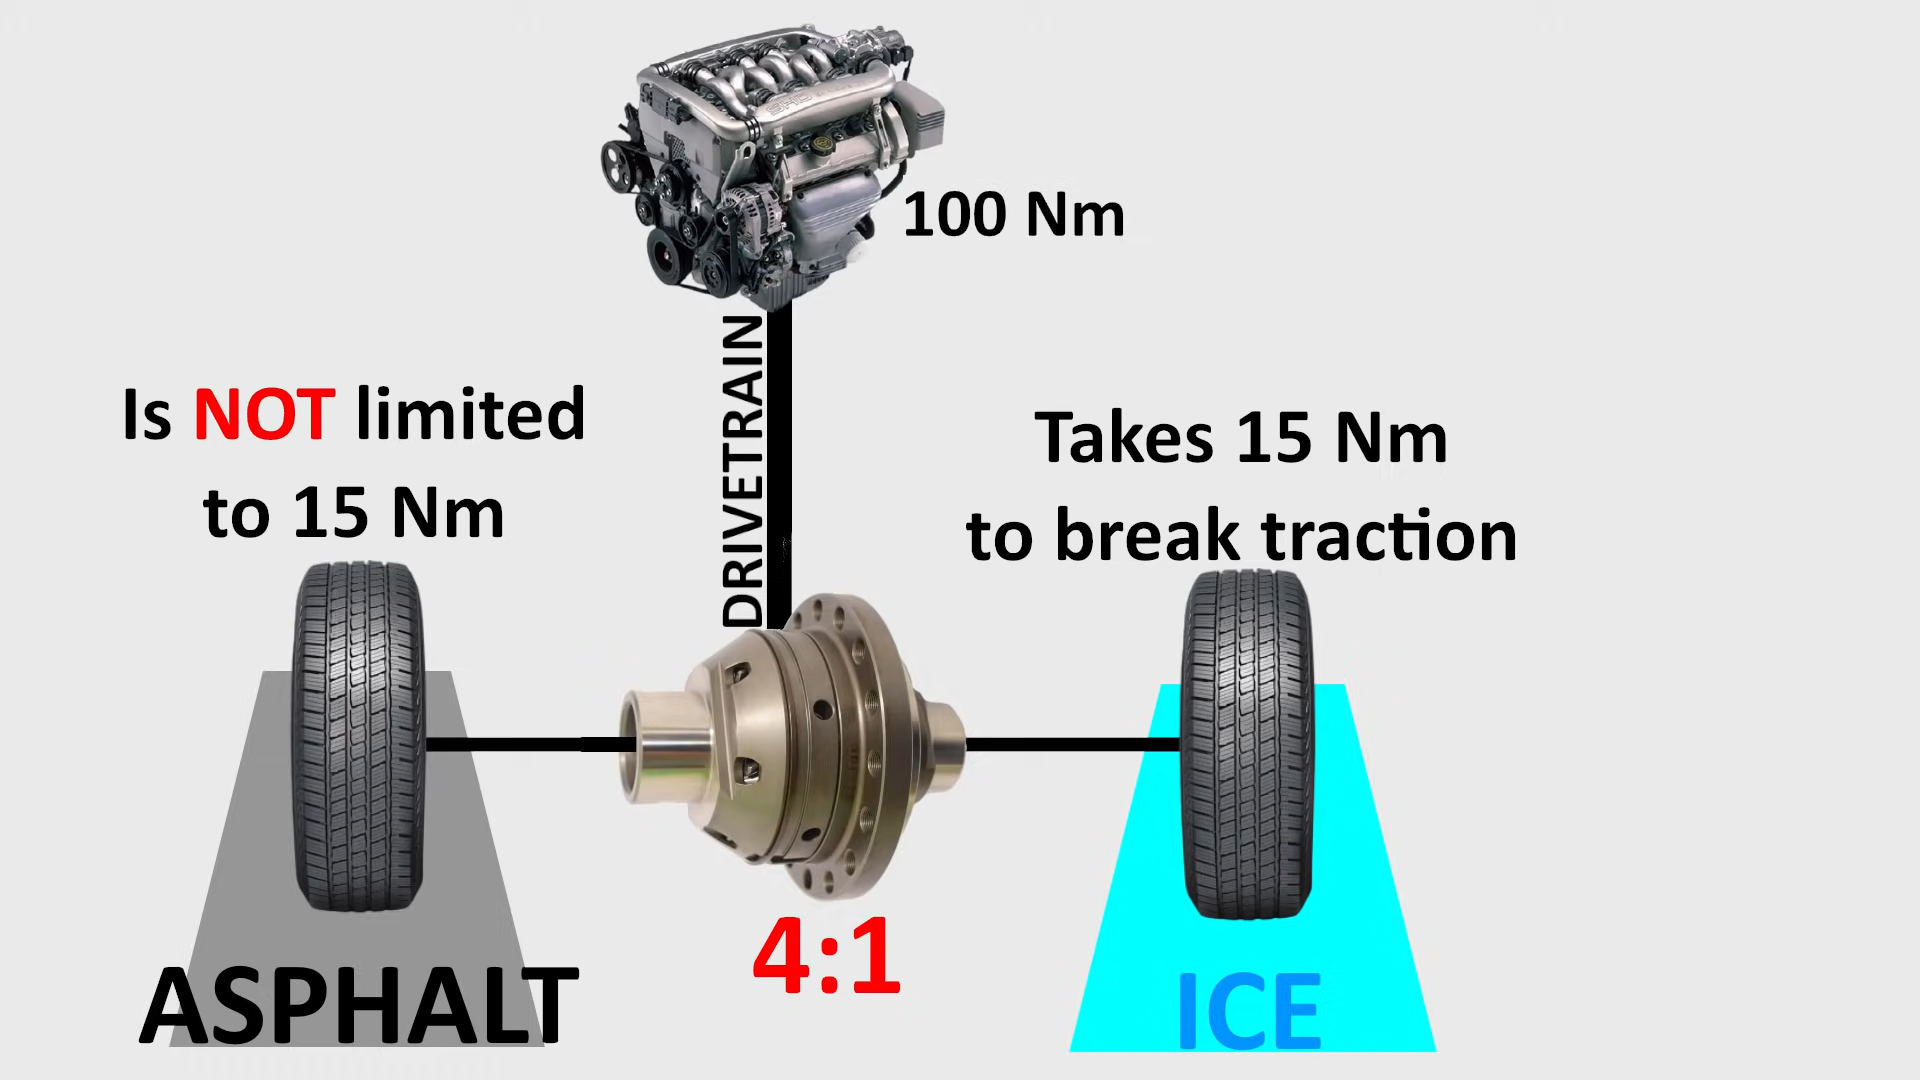 100 Nm
DRIVETRAIN
Is NOT limited
to 15 Nm
Takes 15 Nm
to break traction
4:1
ASPHALT
ICE